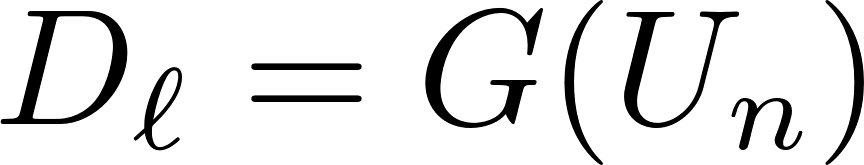 D_ℓ = G(U_n)